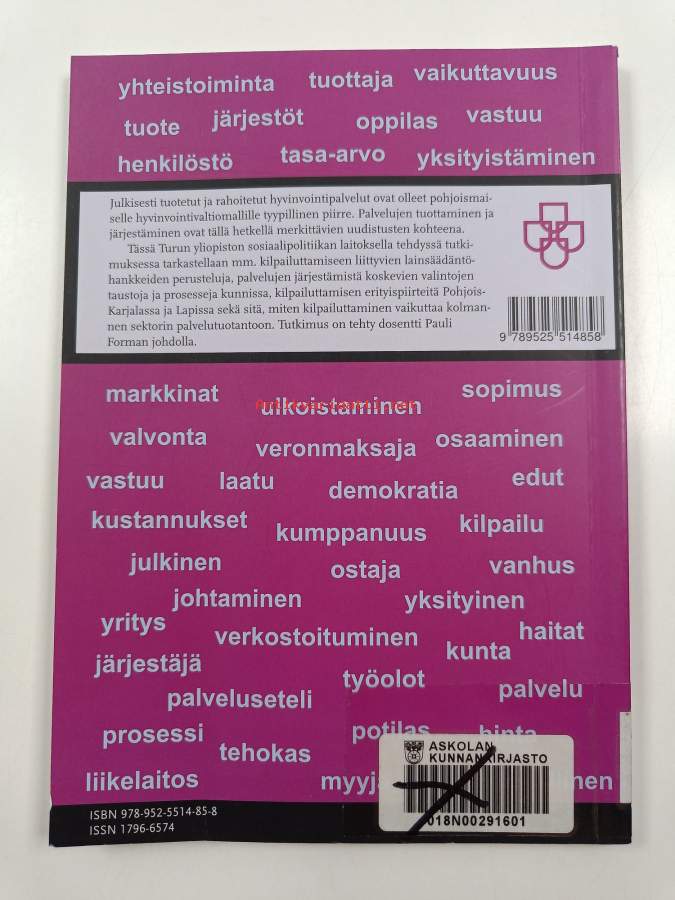 yhteistoiminta tuottaja vaikuttavuus
tuote järjestöt oppilas vastuu
henkilöstö tasa-arvo yksityistäminen
Julkisesti tuotetut ja rahoitetut hyvinvointipalvelut ovat olleet pohjoismai-
selle hyvinvointivaltiomallille tyypillinen piirre. Palvelujen tuottaminen ja
järjestäminen ovat tällä hetkellä merkittävien uudistusten kohteena.
Tässä Turun yliopiston sosiaalipolitiikan laitoksella tehdyssä tutki-
muksessa tarkastellaan mm. kilpailuttamiseen liittyvien lainsäädäntö-
hankkeiden perusteluja, palvelujen järjestämistä koskevien valintojen
taustoja ja prosesseja kunnissa, kilpailuttamisen erityispiirteitä Pohjois-
Karjalassa ja Lapissa sekä sitä, miten kilpailuttaminen vaikuttaa kolman-
nen sektorin palvelutuotantoon. Tutkimus on tehty dosentti Pauli
Forman johdolla.
9 789525 514858
markkinat ulkoistaminen sopimus
valvonta veronmaksaja osaaminen
vastuu laatu demokratia edut
kustannukset kumppanuus kilpailu
julkinen ostaja vanhus
johtaminen yksityinen
yritys verkostoituminen haitat
järjestäjä kunta
palveluseteli työolot palvelu
prosessi potilas hinta
tehokas
liikelaitos
ASKOLAN
KUNNANKIRJASTO
018N00291601
ISBN 978-952-5514-85-8
ISSN 1796-6574